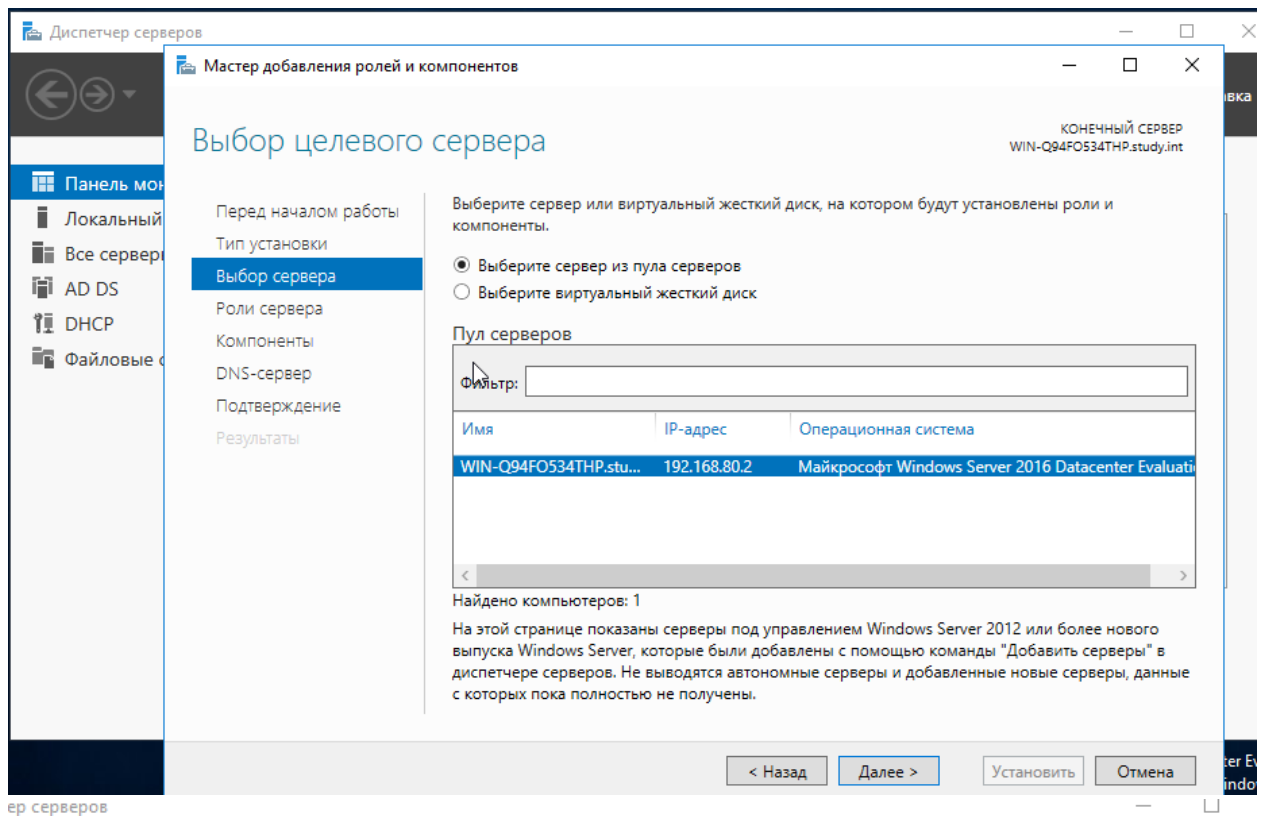 Диспетчер серверов
Мастер добавления ролей и компонентов
Выбор целевого сервера
КОНЕЧНЫЙ СЕРВЕР
WIN-Q94FO534THP.study.int
Панель мон
Локальный
Все сервер
AD DS
DHCP
Файловые с
Перед началом работы
Тип установки
Выбор сервера
Роли сервера
Компоненты
DNS-сервер
Подтверждение
Результаты
Выберите сервер или виртуальный жесткий диск, на котором будут установлены роли и
компоненты.
Выберите сервер из пула серверов
Выберите виртуальный жесткий диск
Пул серверов
Фильтр:
Имя IP-адрес Операционная система
WIN-Q94FO534THP.stu... 192.168.80.2 Майкрософт Windows Server 2016 Datacenter Evaluati
Найдено компьютеров: 1
На этой странице показаны серверы под управлением Windows Server 2012 или более нового
выпуска Windows Server, которые были добавлены с помощью команды "Добавить серверы" в
диспетчере серверов. Не выводятся автономные серверы и добавленные новые серверы, данные
с которых пока полностью не получены.
< Назад Далее > Установить Отмена
вка
ter Ev
indo
ер серверов